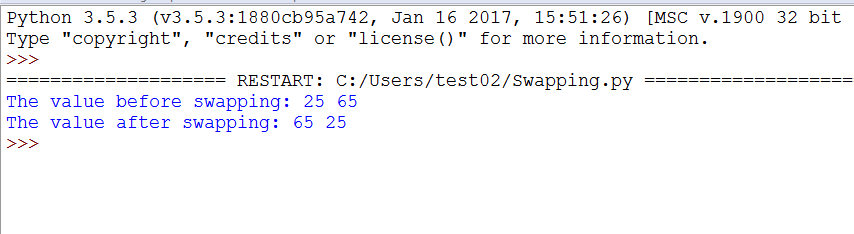 Python 3.5.3 (v3.5.3:1880cb95a742, Jan 16 2017, 15:51:26) [MSC v.1900 32 bit
Type "copyright", "credits" or "license()" for more information.
>>>
==================== RESTART: C:/Users/test02/Swapping.py ===================
The value before swapping: 25 65
The value after swapping: 65 25
>>>